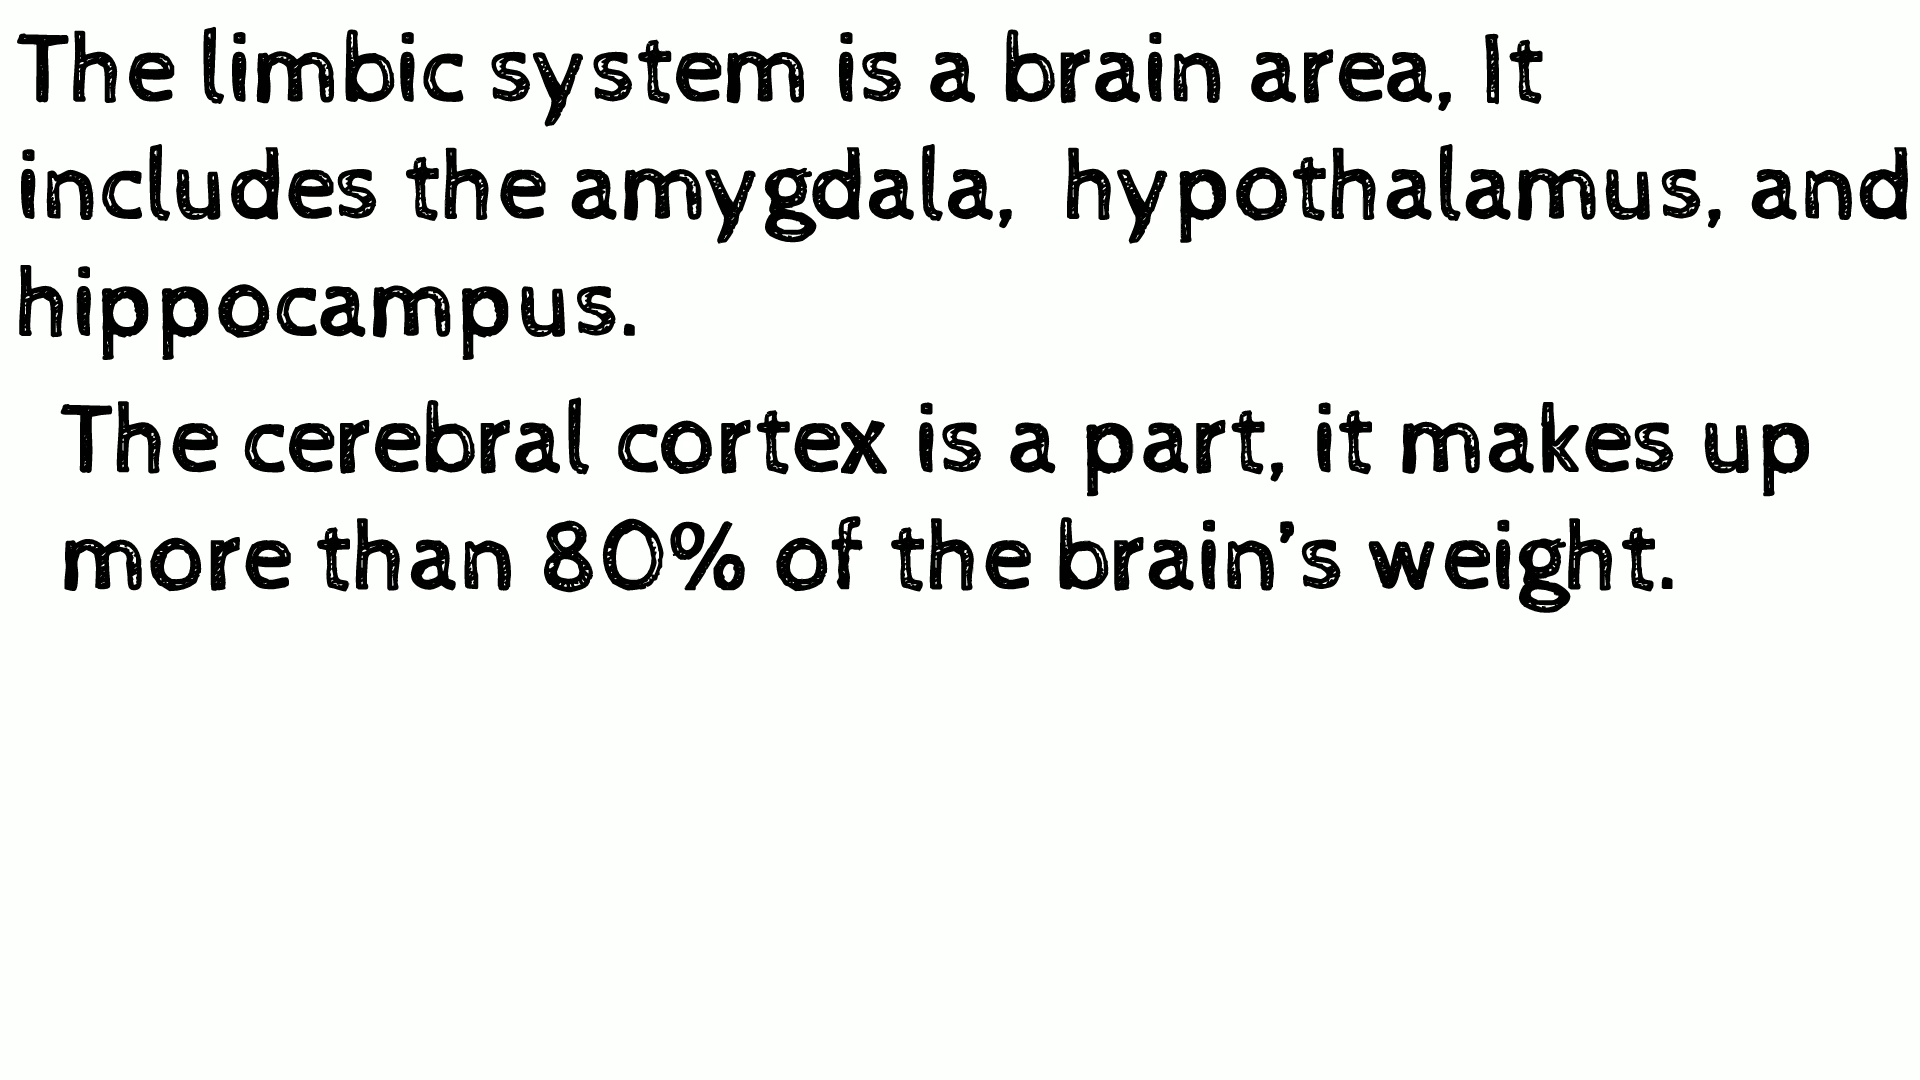 The limbic system is a brain area, It
includes the amygdala,  hypothalamus, and
hippocampus.
The cerebral cortex is a part, it makes up
more than 80% of the brain's weight.